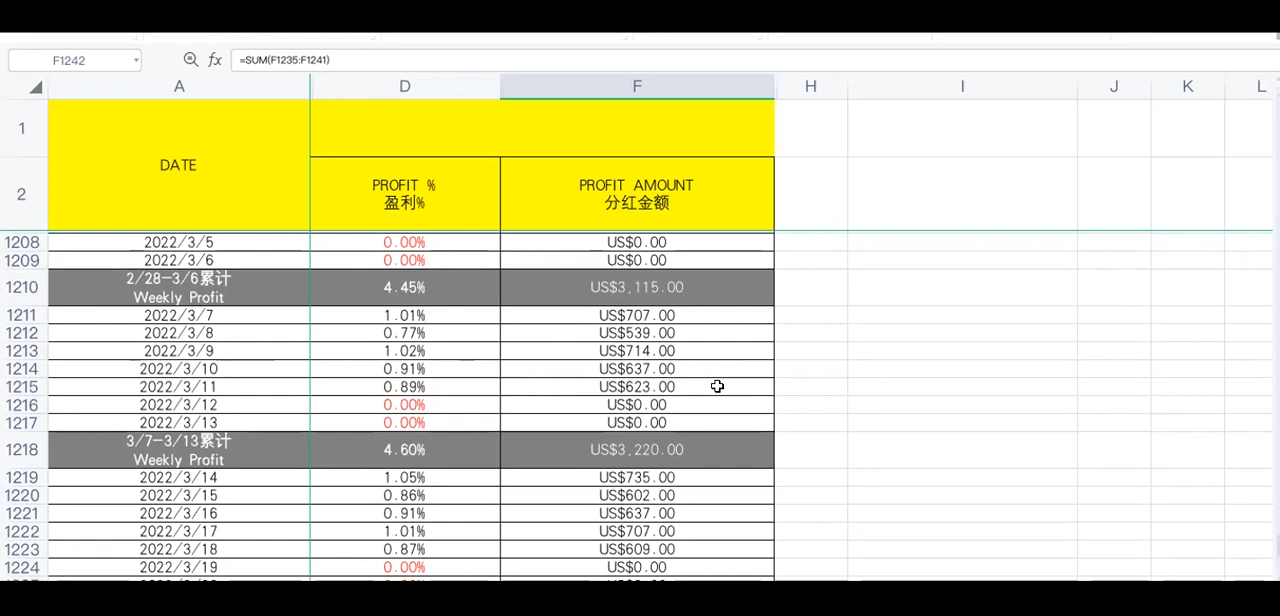 F1242 fx =SUM(F1235:F1241)
A D F H I J K L
1
DATE
2 PROFIT % PROFIT AMOUNT
盈利% 分红金额
1208 2022/3/5 0.00% US$0.00
1209 2022/3/6 0.00% US$0.00
2/28-3/6累计
1210 4.45% US$3,115.00
Weekly Profit
1211 2022/3/7 1.01% US$707.00
1212 2022/3/8 0.77% US$539.00
1213 2022/3/9 1.02% US$714.00
1214 2022/3/10 0.91% US$637.00
1215 2022/3/11 0.89% US$623.00
1216 2022/3/12 0.00% US$0.00
1217 2022/3/13 0.00% US$0.00
3/7-3/13累计
1218 4.60% US$3,220.00
Weekly Profit
1219 2022/3/14 1.05% US$735.00
1220 2022/3/15 0.86% US$602.00
1221 2022/3/16 0.91% US$637.00
1222 2022/3/17 1.01% US$707.00
1223 2022/3/18 0.87% US$609.00
1224 2022/3/19 0.00% US$0.00